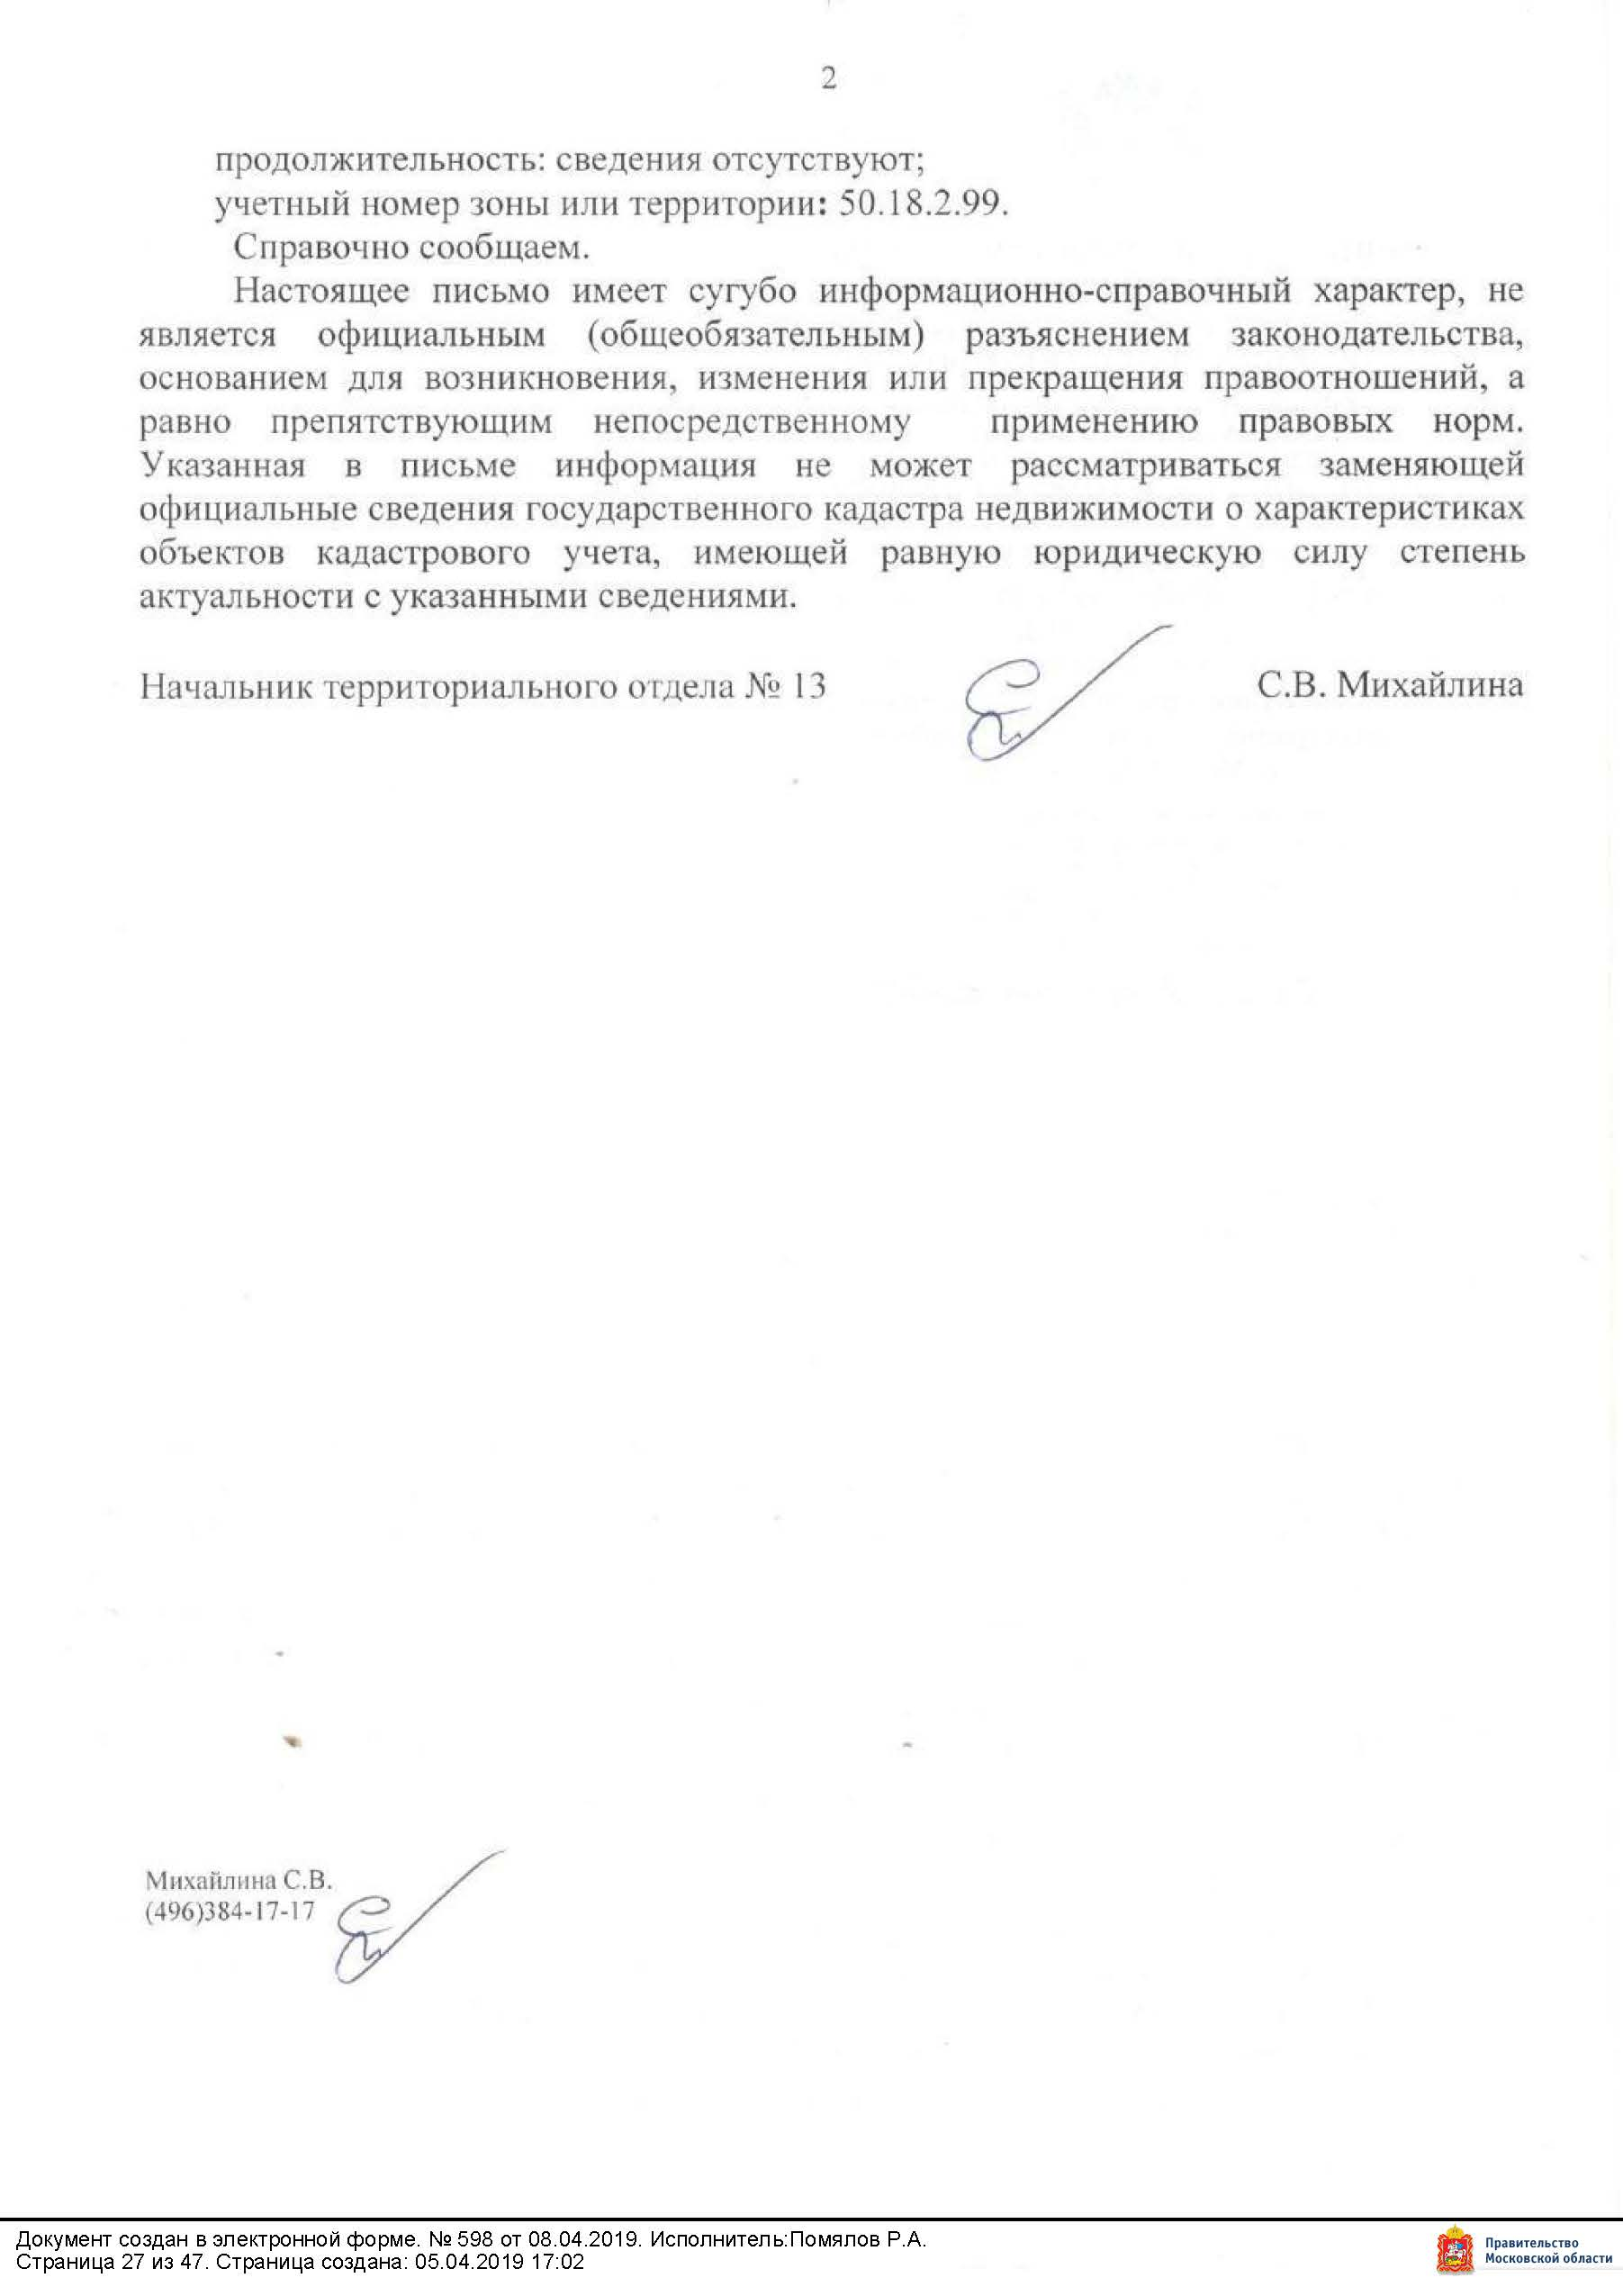 2
продолжительность: сведения отсутствуют;
учетный номер зоны или территории: 50.18.2.99.
Справочно сообщаем.
Настоящее письмо имеет сугубо информационно-справочный характер, не
является официальным (общеобязательным) разъяснением законодательства,
основанием для возникновения, изменения или прекращения правоотношений, а
равно препятствующим непосредственному применению правовых норм.
Указанная в письме информация не может рассматриваться заменяющей
официальные сведения государственного кадастра недвижимости о характеристиках
объектов кадастрового учета, имеющей равную юридическую силу степень
актуальности с указанными сведениями.
Начальник территориального отдела № 13 С.В. Михайлина
Михайлина С.В.
(496)384-17-17
Документ создан в электронной форме. № 598 от 08.04.2019. Исполнитель:Помялов Р.А.
Страница 27 из 47. Страница создана: 05.04.2019 17:02
Правительство
Московской области